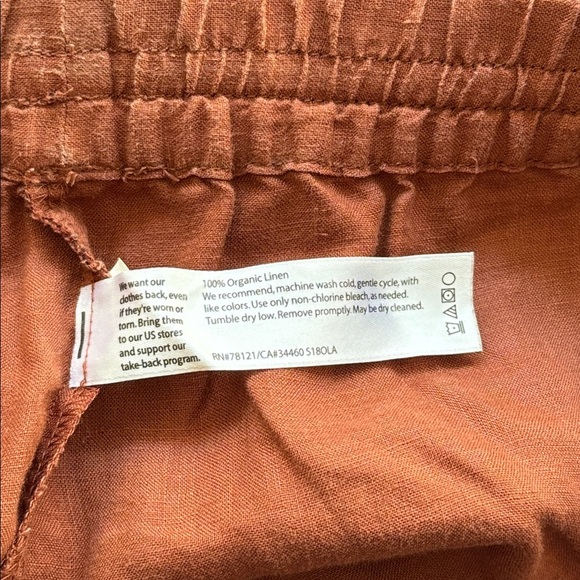 We want our
clothes back, even
if they're worn or
torn. Bring them
to our US stores
and support our
take-back program.
100% Organic Linen
We recommend, machine wash cold, gentle cycle, with
like colors. Use only non-chlorine bleach, as needed.
Tumble dry low. Remove promptly. May be dry cleaned.
RN#78121/CA#34460 S18OLA